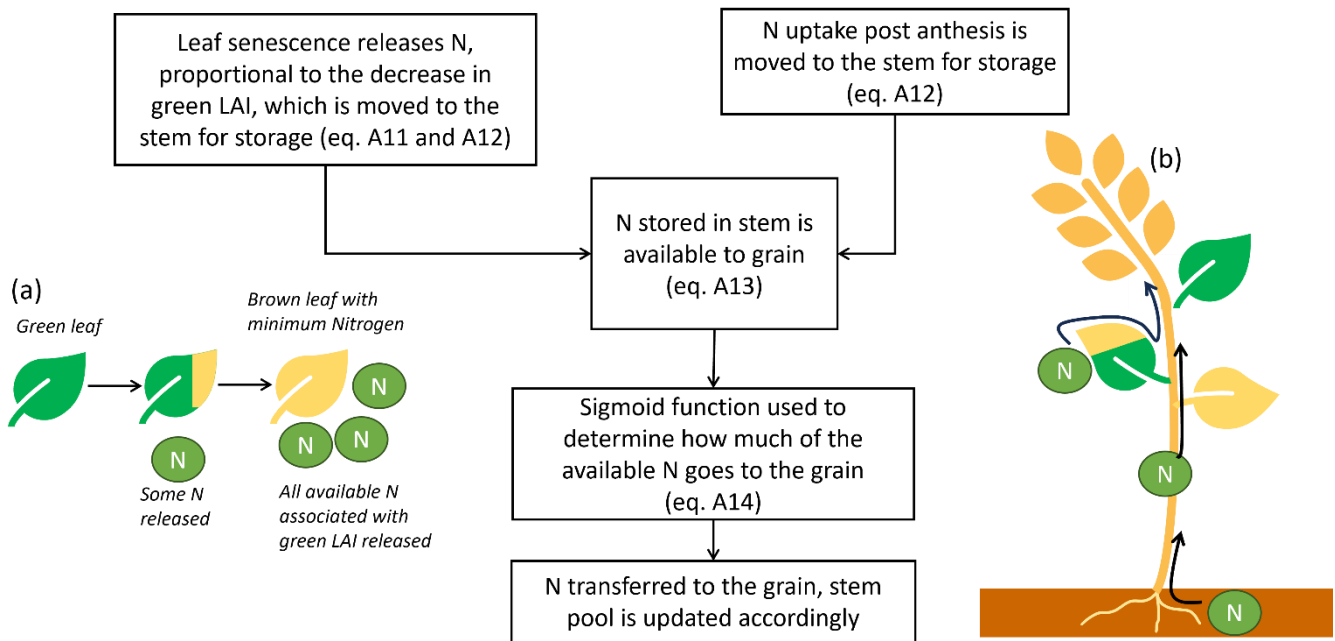 Leaf senescence releases N,
proportional to the decrease in
green LAI, which is moved to the
stem for storage (eq. A11 and A12)
N uptake post anthesis is
moved to the stem for storage
(eq. A12)
N stored in stem is
available to grain
(eq. A13)
Sigmoid function used to
determine how much of the
available N goes to the grain
(eq. A14)
N transferred to the grain, stem
pool is updated accordingly
(a)
Green leaf
Brown leaf with
minimum Nitrogen
N
N
N
N
Some N
released
All available N
associated with
green LAI released
(b)
N
N
N